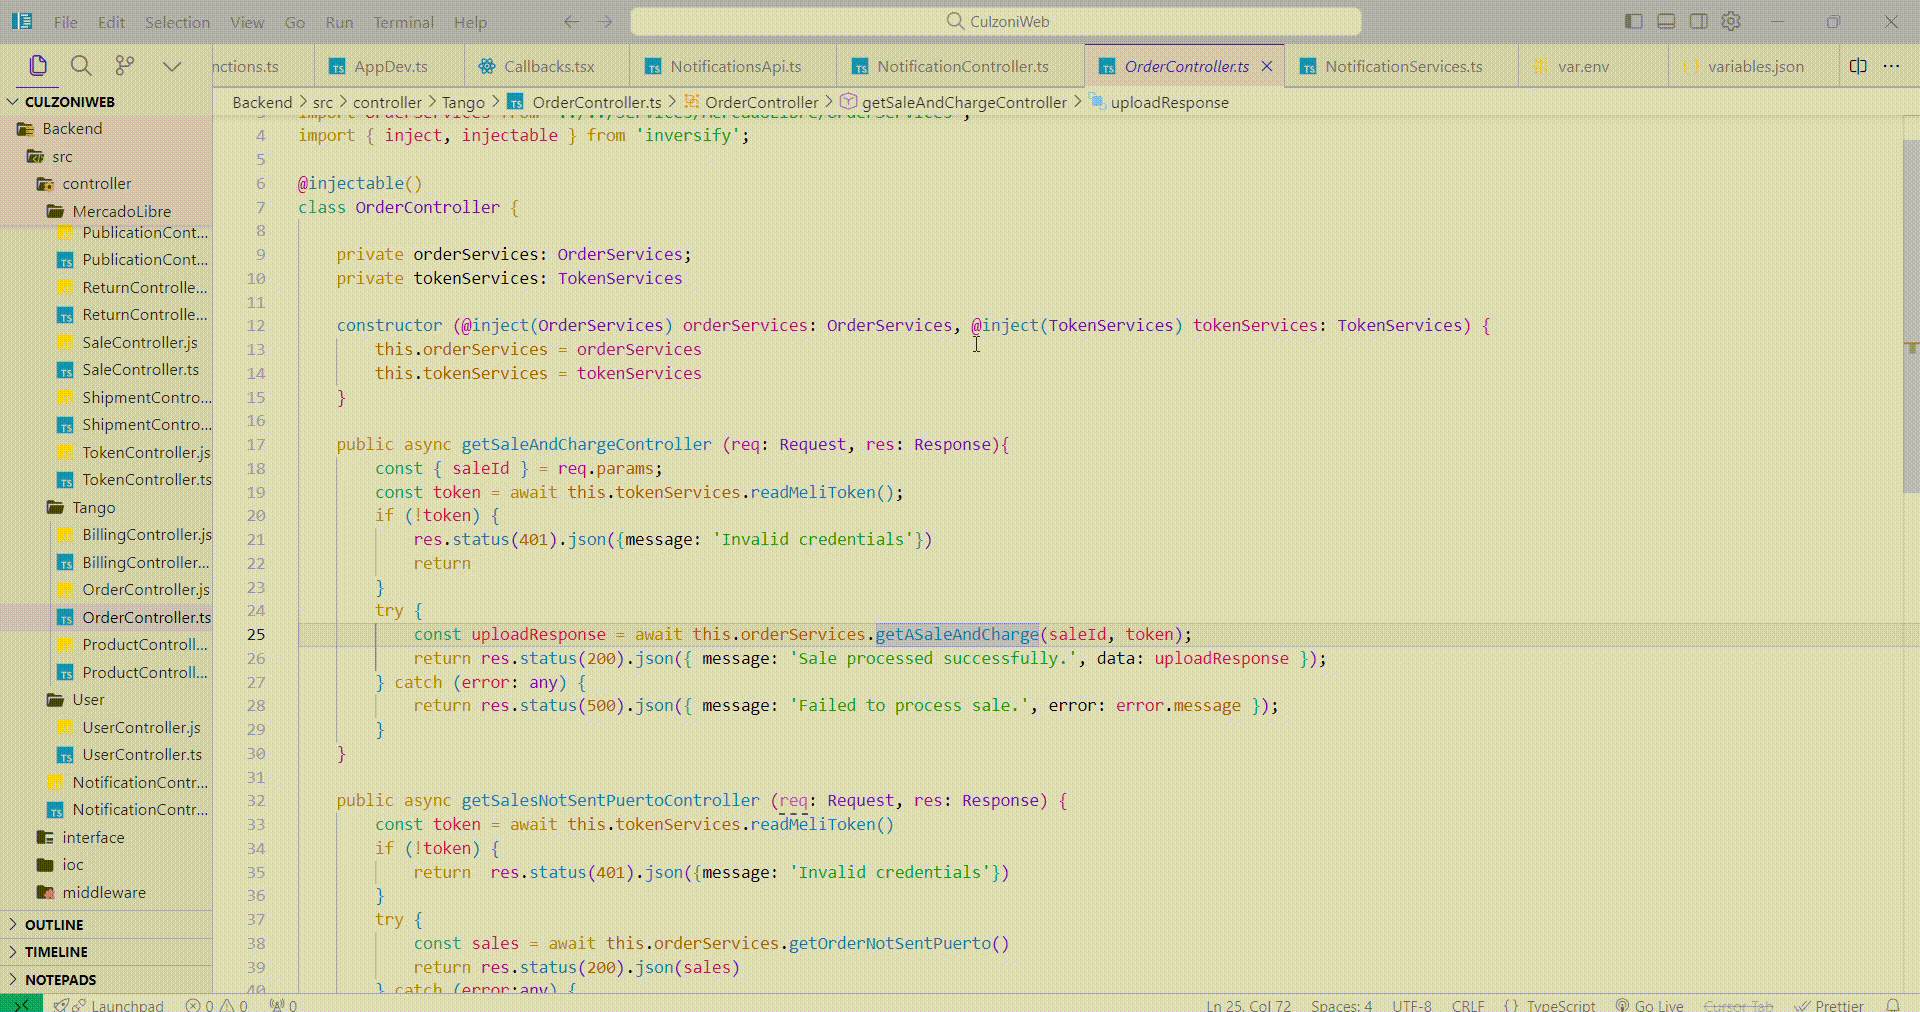 File Edit Selection View Go Run Terminal Help
CulzoniWeb
nctions.ts AppDev.ts Callbacks.tsx NotificationsApi.ts NotificationController.ts OrderController.ts NotificationServices.ts var.env variables.json
CULZONIWEB
Backend
src
controller
MercadoLibre
PublicationCont...
PublicationCont...
ReturnControlle...
ReturnControlle...
SaleController.js
SaleController.ts
ShipmentContro...
ShipmentContro...
TokenController.js
TokenController.ts
Tango
BillingController.js
BillingController...
OrderController.js
OrderController.ts
ProductControll...
ProductControll...
User
UserController.js
UserController.ts
NotificationContr...
NotificationContr...
interface
ioc
middleware
OUTLINE
TIMELINE
NOTEPADS
Backend > src > controller > Tango > OrderController.ts > OrderController > getSaleAndChargeController > uploadResponse
4 import { inject, injectable } from 'inversify';
5
6 @injectable()
7 class OrderController {
8
9 private orderServices: OrderServices;
10 private tokenServices: TokenServices
11
12 constructor (@inject(OrderServices) orderServices: OrderServices, @inject(TokenServices) tokenServices: TokenServices) {
13 this.orderServices = orderServices
14 this.tokenServices = tokenServices
15 }
16
17 public async getSaleAndChargeController (req: Request, res: Response){
18 const { saleId } = req.params;
19 const token = await this.tokenServices.readMeliToken();
20 if (!token) {
21 res.status(401).json({message: 'Invalid credentials'})
22 return
23 }
24 try {
25 const uploadResponse = await this.orderServices.getASaleAndCharge(saleId, token);
26 return res.status(200).json({ message: 'Sale processed successfully.', data: uploadResponse });
27 } catch (error: any) {
28 return res.status(500).json({ message: 'Failed to process sale.', error: error.message });
29 }
30 }
31
32 public async getSalesNotSentPuertoController (req: Request, res: Response) {
33 const token = await this.tokenServices.readMeliToken()
34 if (!token) {
35 return res.status(401).json({message: 'Invalid credentials'})
36 }
37 try {
38 const sales = await this.orderServices.getOrderNotSentPuerto()
39 return res.status(200).json(sales)
40 } catch (error:any) {
Launchpad 0 0 0 Ln 25, Col 72 Spaces: 4 UTF-8 CRLF { } TypeScript Go Live Cursor Tab Prettier